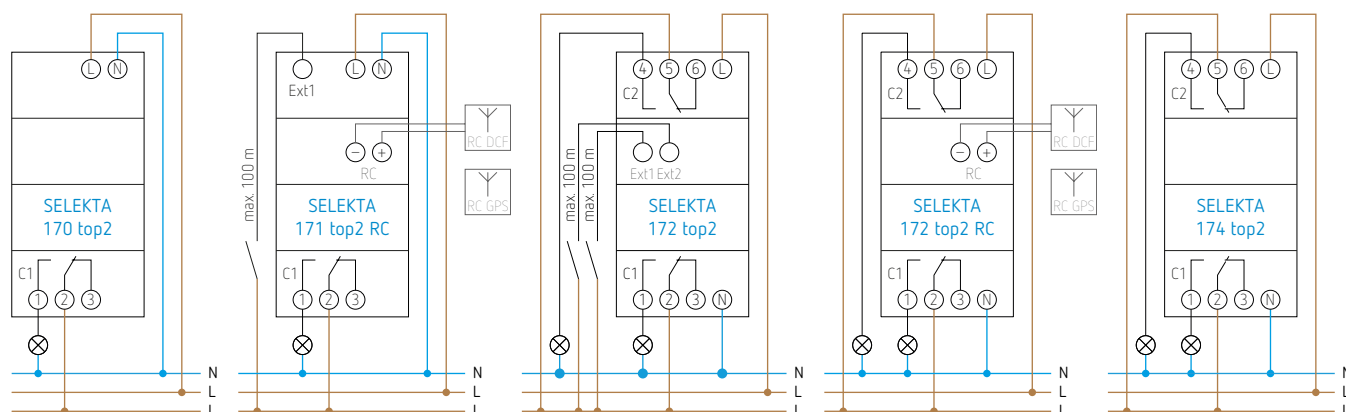 L N
SELEKTA
170 top2
C1
1 2 3
Ext1
L N
max. 100 m
RC DCF
− +
RC
RC GPS
SELEKTA
171 top2 RC
C1
1 2 3
4 5 6 L
C2
max. 100 m
max. 100 m
Ext1 Ext2
SELEKTA
172 top2
C1
1 2 3 N
4 5 6 L
C2
RC DCF
− +
RC
RC GPS
SELEKTA
172 top2 RC
C1
1 2 3 N
4 5 6 L
C2
SELEKTA
174 top2
C1
1 2 3 N
N
L
L
N
L
L
N
L
L
N
L
L
N
L
L